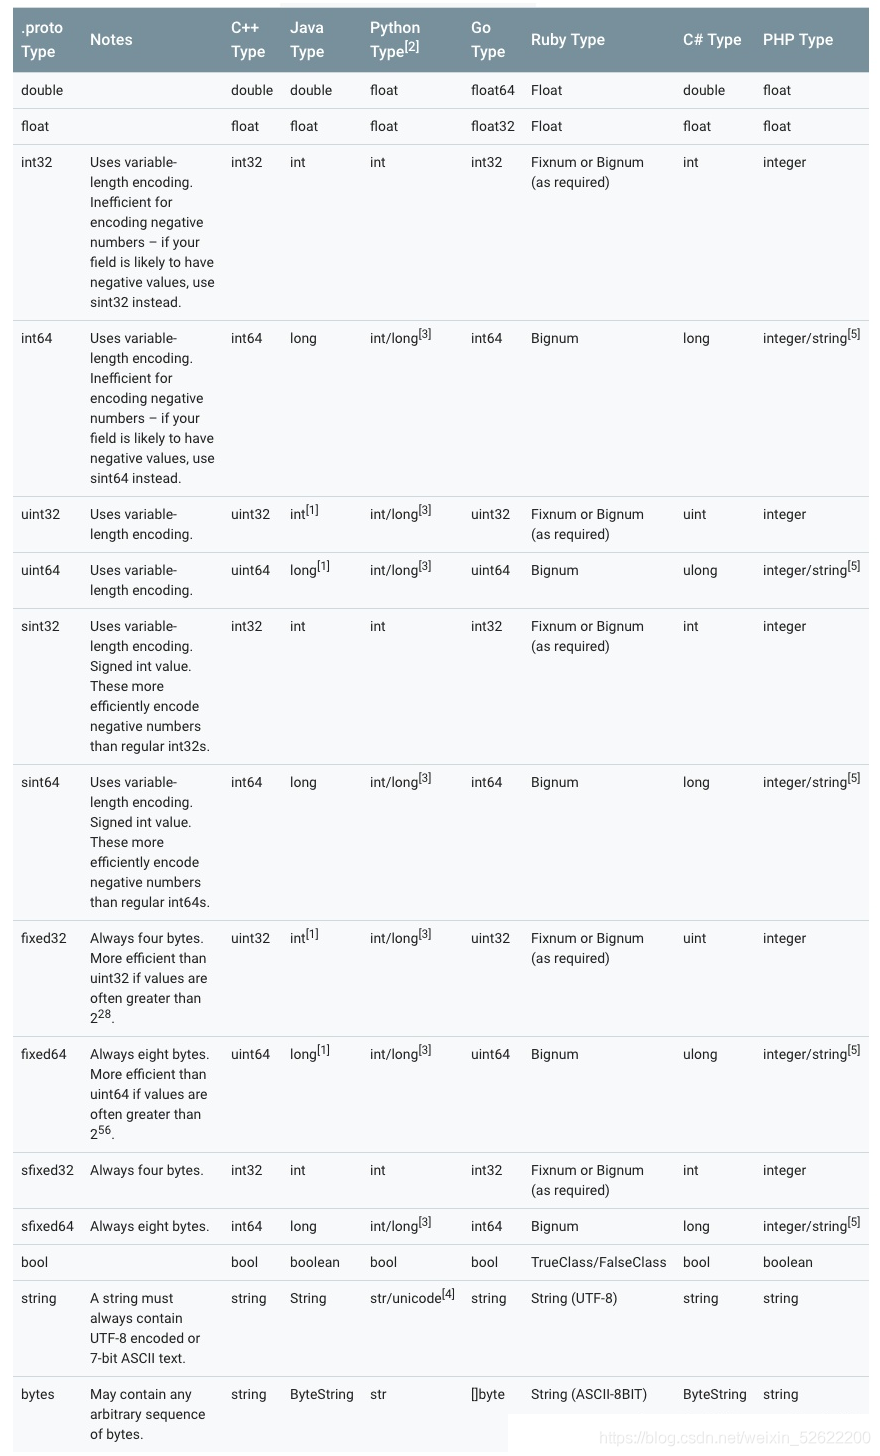 .proto Type | Notes | C++ Type | Java Type | Python Type[2] | Go Type | Ruby Type | C# Type | PHP Type
double | | double | double | float | float64 | Float | double | float
float | | float | float | float | float32 | Float | float | float
int32 | Uses variable-length encoding. Inefficient for encoding negative numbers – if your field is likely to have negative values, use sint32 instead. | int32 | int | int | int32 | Fixnum or Bignum (as required) | int | integer
int64 | Uses variable-length encoding. Inefficient for encoding negative numbers – if your field is likely to have negative values, use sint64 instead. | int64 | long | int/long[3] | int64 | Bignum | long | integer/string[5]
uint32 | Uses variable-length encoding. | uint32 | int[1] | int/long[3] | uint32 | Fixnum or Bignum (as required) | uint | integer
uint64 | Uses variable-length encoding. | uint64 | long[1] | int/long[3] | uint64 | Bignum | ulong | integer/string[5]
sint32 | Uses variable-length encoding. Signed int value. These more efficiently encode negative numbers than regular int32s. | int32 | int | int | int32 | Fixnum or Bignum (as required) | int | integer
sint64 | Uses variable-length encoding. Signed int value. These more efficiently encode negative numbers than regular int64s. | int64 | long | int/long[3] | int64 | Bignum | long | integer/string[5]
fixed32 | Always four bytes. More efficient than uint32 if values are often greater than 2^28. | uint32 | int[1] | int/long[3] | uint32 | Fixnum or Bignum (as required) | uint | integer
fixed64 | Always eight bytes. More efficient than uint64 if values are often greater than 2^56. | uint64 | long[1] | int/long[3] | uint64 | Bignum | ulong | integer/string[5]
sfixed32 | Always four bytes. | int32 | int | int | int32 | Fixnum or Bignum (as required) | int | integer
sfixed64 | Always eight bytes. | int64 | long | int/long[3] | int64 | Bignum | long | integer/string[5]
bool | | bool | boolean | bool | bool | TrueClass/FalseClass | bool | boolean
string | A string must always contain UTF-8 encoded or 7-bit ASCII text. | string | String | str/unicode[4] | string | String (UTF-8) | string | string
bytes | May contain any arbitrary sequence of bytes. | string | ByteString | str | []byte | String (ASCII-8BIT) | ByteString | string
https://blog.csdn.net/weixin_52622200